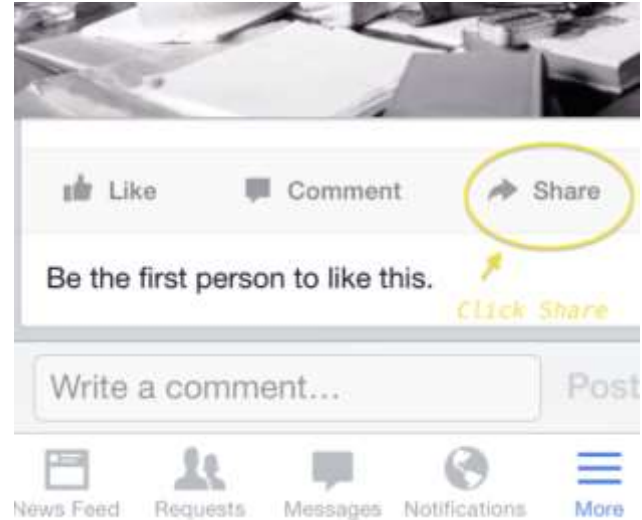 Like Comment Share
Be the first person to like this.
Click Share
Write a comment... Post
News Feed Requests Messages Notifications More